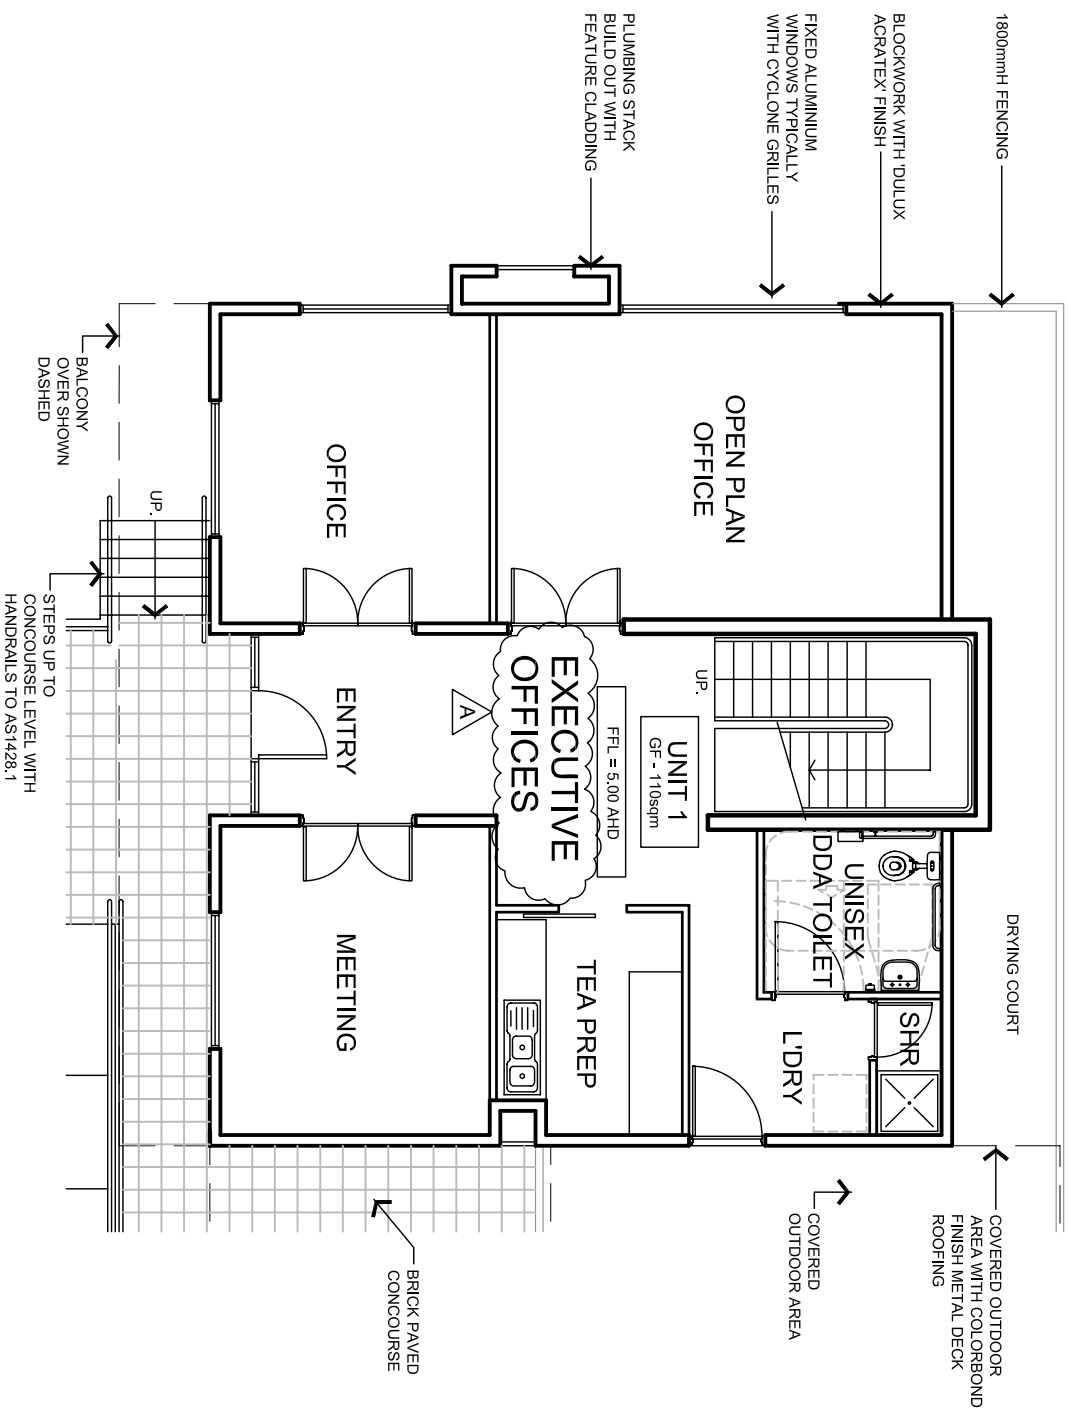 1800mmH FENCING
BLOCKWORK WITH 'DULUX
ACRATEX' FINISH
FIXED ALUMINIUM
WINDOWS TYPICALLY
WITH CYCLONE GRILLES
PLUMBING STACK
BUILD OUT WITH
FEATURE CLADDING
DRYING COURT
COVERED OUTDOOR
AREA WITH COLORBOND
FINISH METAL DECK
ROOFING
COVERED
OUTDOOR AREA
BRICK PAVED
CONCOURSE
OPEN PLAN
OFFICE
OFFICE
UP.
UNIT 1
GF - 110sqm
FFL = 5.00 AHD
EXECUTIVE
OFFICES
A
ENTRY
UNISEX
DDA TOILET
SHR
L'DRY
TEA PREP
MEETING
BALCONY
OVER SHOWN
DASHED
UP.
STEPS UP TO
CONCOURSE LEVEL WITH
HANDRAILS TO AS1428.1